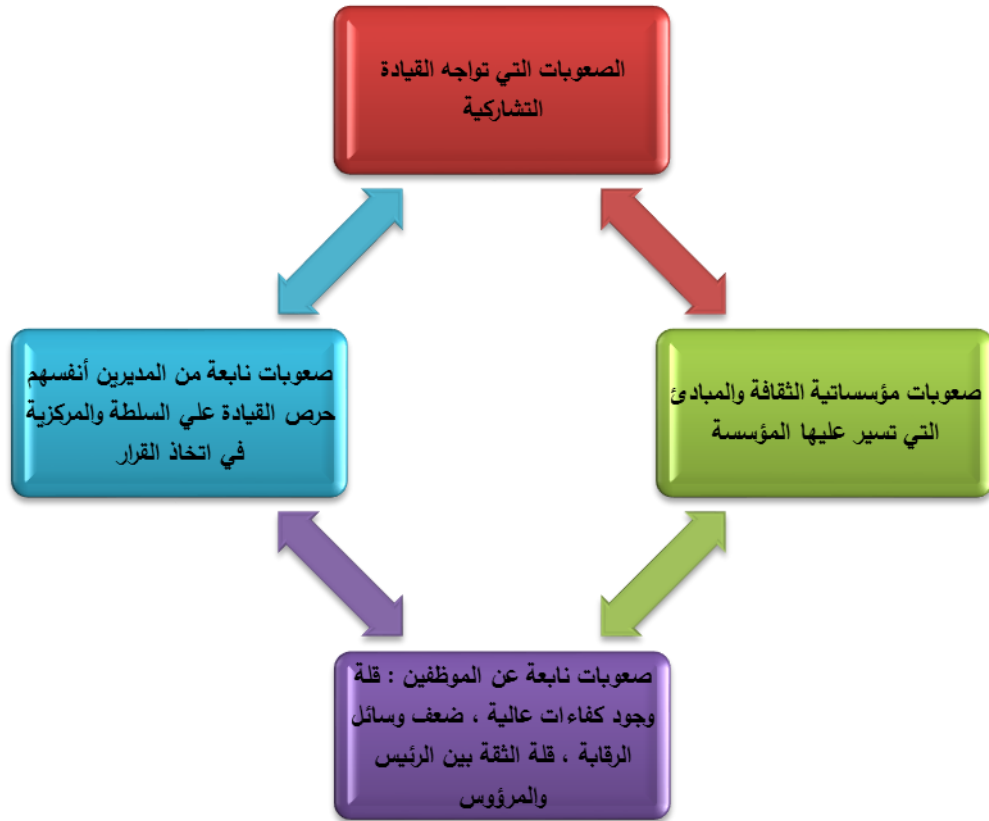 الصعوبات التي تواجه القيادة
التشاركية
صعوبات مؤسساتية الثقافة والمبادئ
التي تسير عليها المؤسسة
صعوبات نابعة من المديرين أنفسهم
حرص القيادة علي السلطة والمركزية
في اتخاذ القرار
صعوبات نابعة عن الموظفين : قلة
وجود كفاءات عالية ، ضعف وسائل
الرقابة ، قلة الثقة بين الرئيس
والمرؤوس